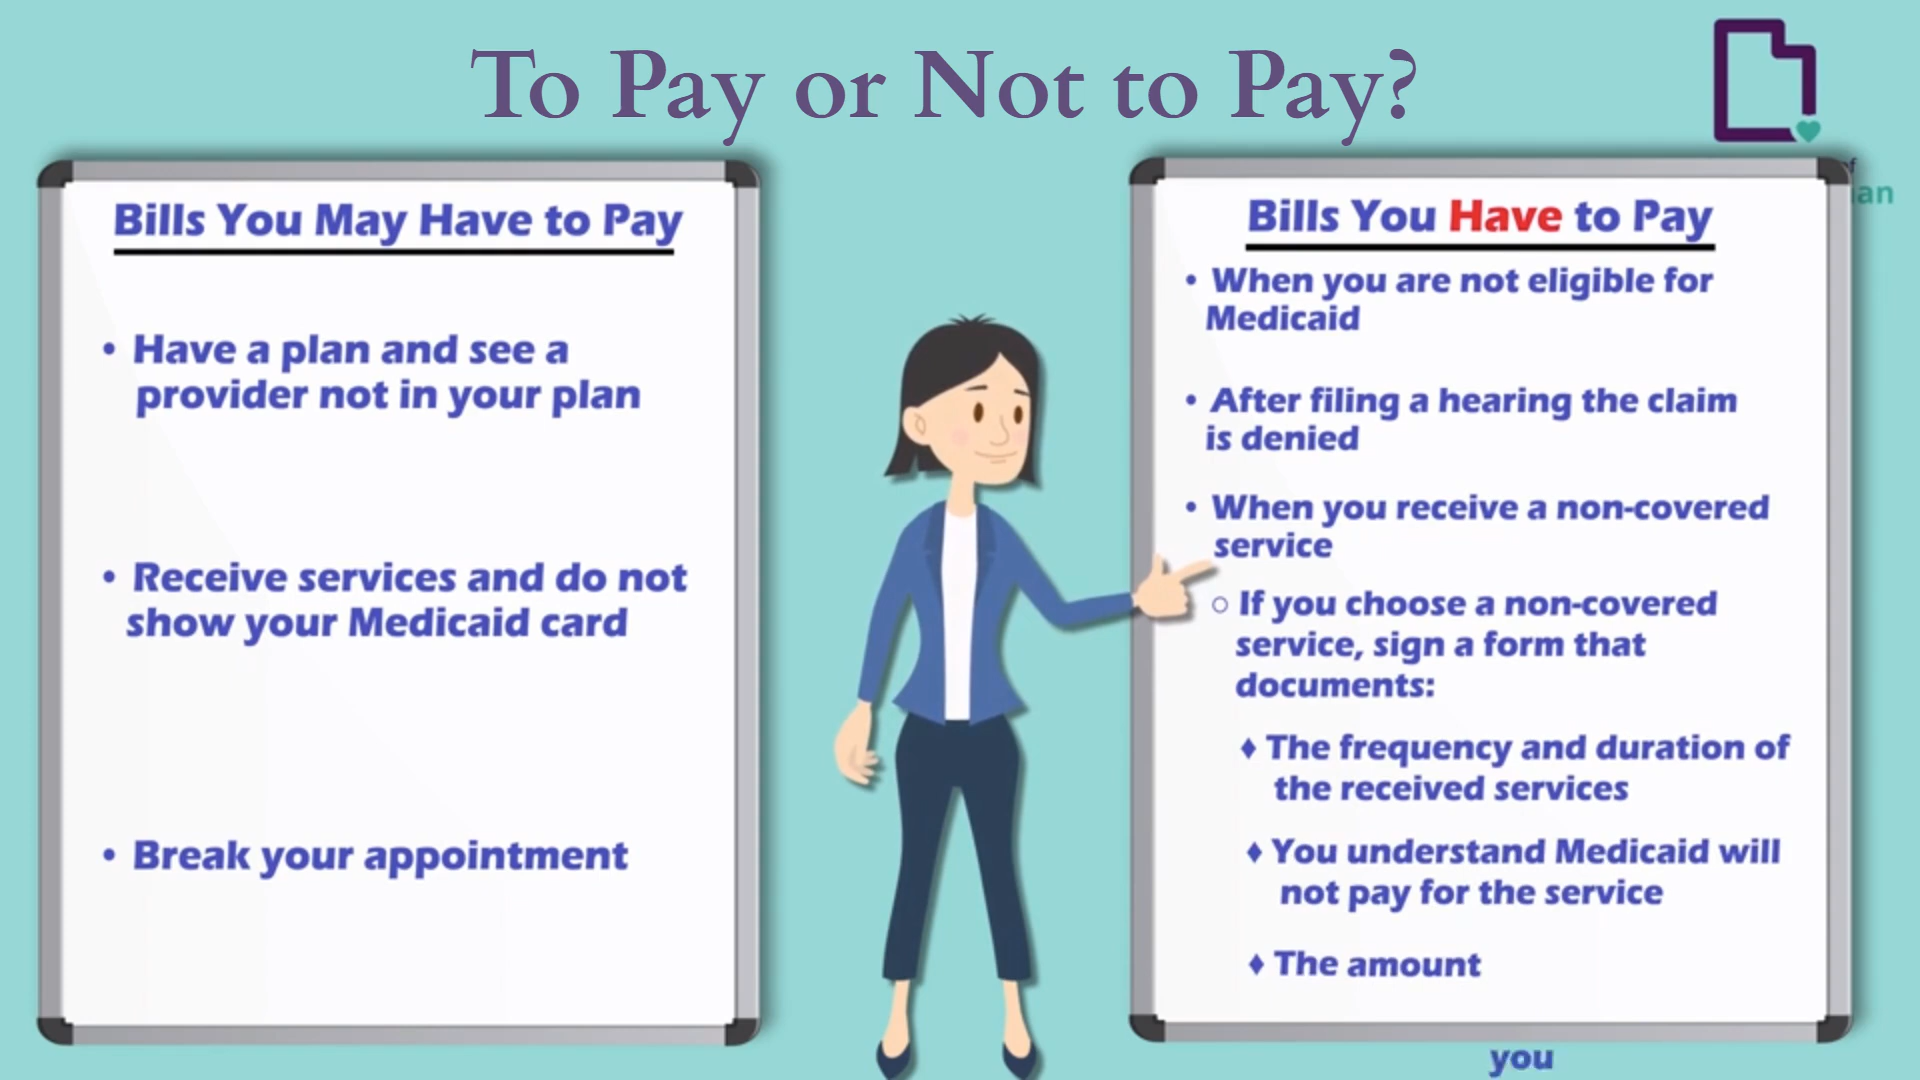 To Pay or Not to Pay?
Bills You May Have to Pay
• Have a plan and see a
provider not in your plan
• Receive services and do not
show your Medicaid card
• Break your appointment
Bills You Have to Pay
• When you are not eligible for
Medicaid
• After filing a hearing the claim
is denied
• When you receive a non-covered
service
○ If you choose a non-covered
service, sign a form that
documents:
♦ The frequency and duration of
the received services
♦ You understand Medicaid will
not pay for the service
♦ The amount
you